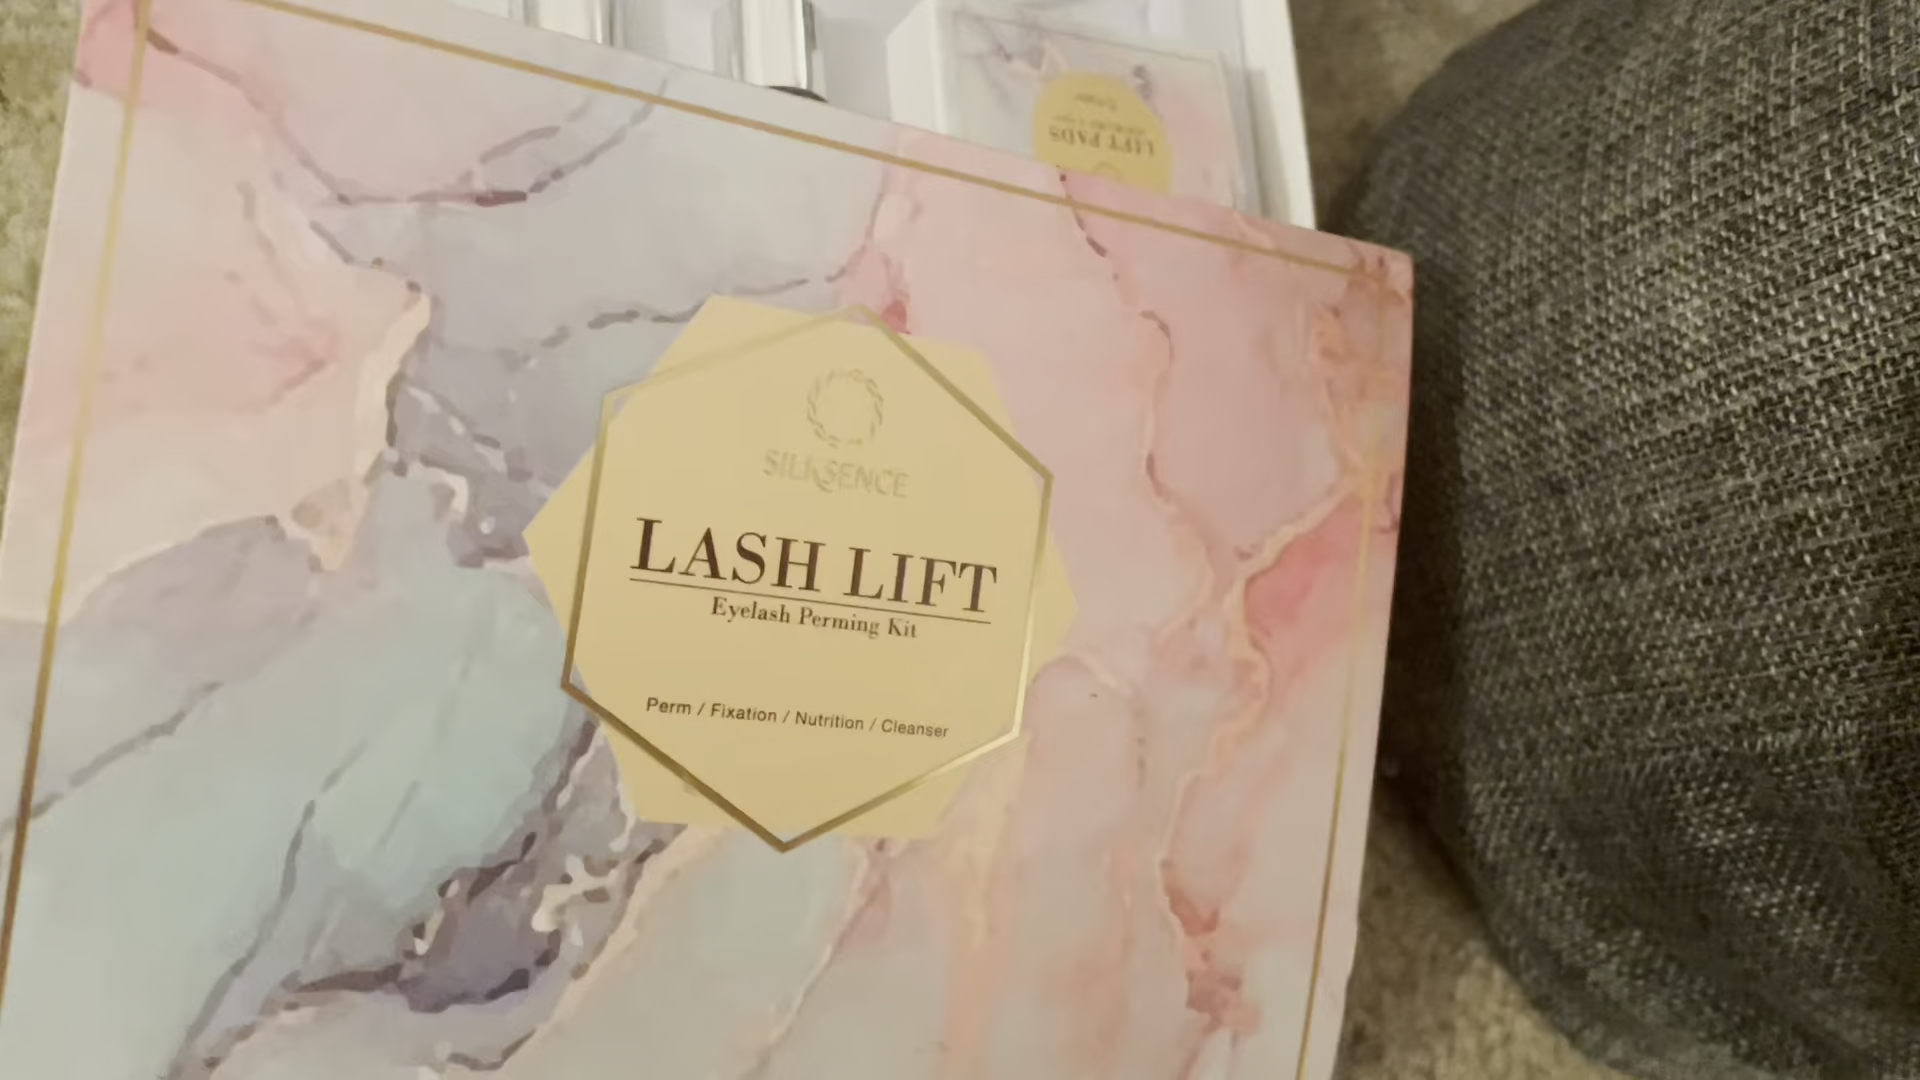 LIFT PADS
SILKSENCE
LASH LIFT
Eyelash Perming Kit
Perm / Fixation / Nutrition / Cleanser